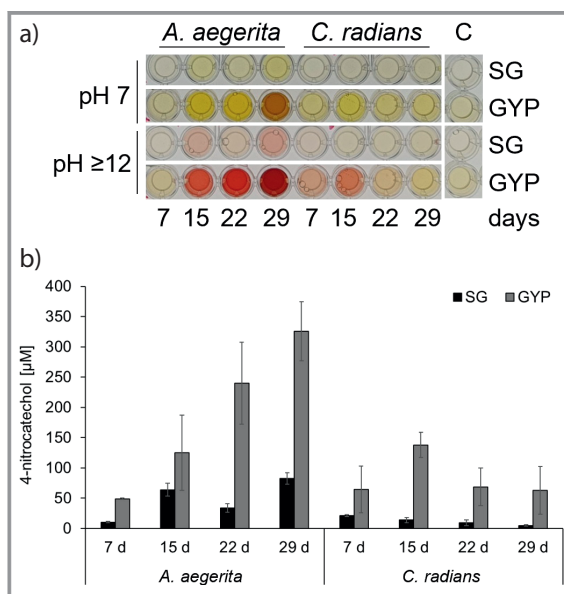 a)
A. aegerita C. radians C
pH 7
SG
GYP
pH ≥12
SG
GYP
7 15 22 29 7 15 22 29 days
b)
4-nitrocatechol [µM]
400
350
300
250
200
150
100
50
0
SG GYP
7 d 15 d 22 d 29 d 7 d 15 d 22 d 29 d
A. aegerita C. radians